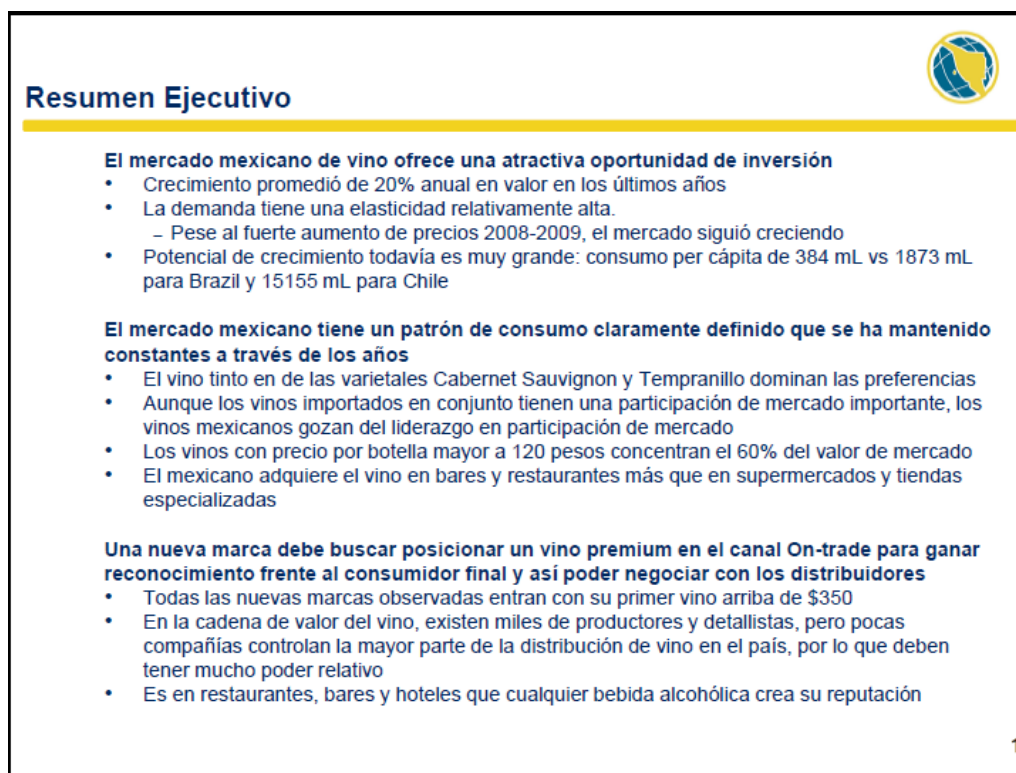 Resumen Ejecutivo
El mercado mexicano de vino ofrece una atractiva oportunidad de inversión
• Crecimiento promedió de 20% anual en valor en los últimos años
• La demanda tiene una elasticidad relativamente alta.
– Pese al fuerte aumento de precios 2008-2009, el mercado siguió creciendo
• Potencial de crecimiento todavía es muy grande: consumo per cápita de 384 mL vs 1873 mL
para Brazil y 15155 mL para Chile
El mercado mexicano tiene un patrón de consumo claramente definido que se ha mantenido
constantes a través de los años
• El vino tinto en de las varietales Cabernet Sauvignon y Tempranillo dominan las preferencias
• Aunque los vinos importados en conjunto tienen una participación de mercado importante, los
vinos mexicanos gozan del liderazgo en participación de mercado
• Los vinos con precio por botella mayor a 120 pesos concentran el 60% del valor de mercado
• El mexicano adquiere el vino en bares y restaurantes más que en supermercados y tiendas
especializadas
Una nueva marca debe buscar posicionar un vino premium en el canal On-trade para ganar
reconocimiento frente al consumidor final y así poder negociar con los distribuidores
• Todas las nuevas marcas observadas entran con su primer vino arriba de $350
• En la cadena de valor del vino, existen miles de productores y detallistas, pero pocas
compañías controlan la mayor parte de la distribución de vino en el país, por lo que deben
tener mucho poder relativo
• Es en restaurantes, bares y hoteles que cualquier bebida alcohólica crea su reputación
1